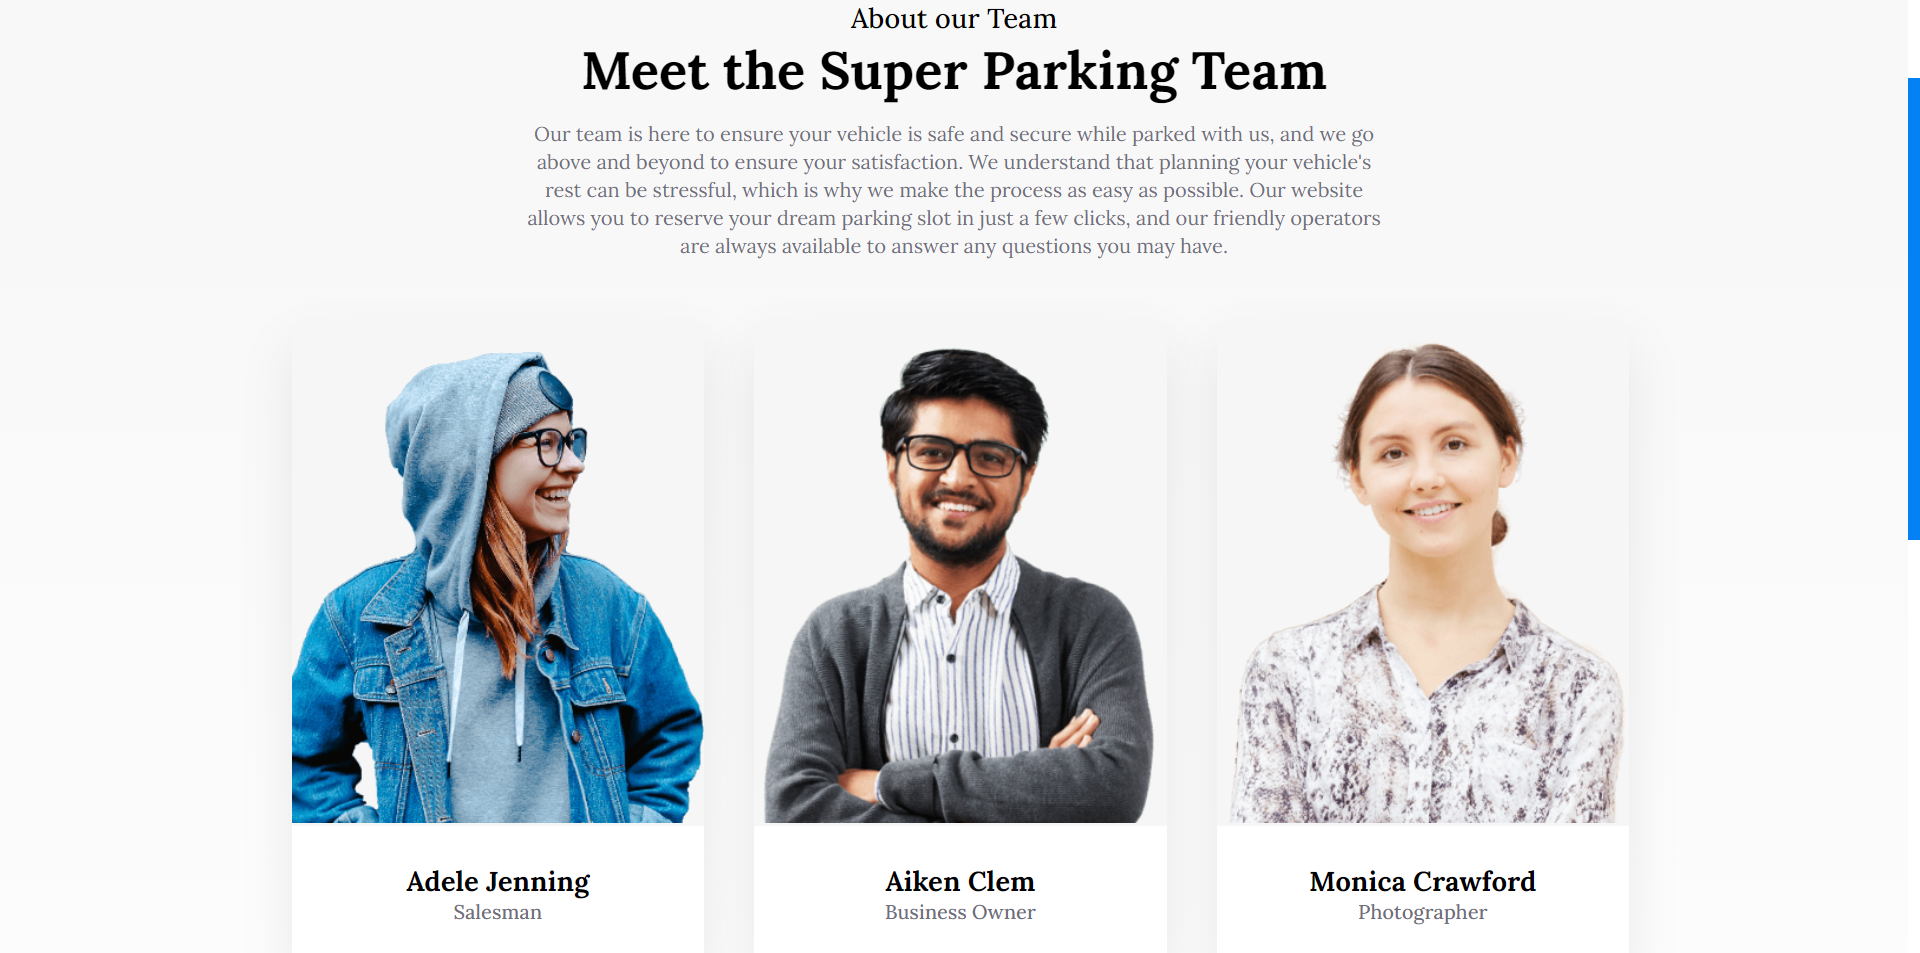 About our Team
Meet the Super Parking Team
Our team is here to ensure your vehicle is safe and secure while parked with us, and we go
above and beyond to ensure your satisfaction. We understand that planning your vehicle's
rest can be stressful, which is why we make the process as easy as possible. Our website
allows you to reserve your dream parking slot in just a few clicks, and our friendly operators
are always available to answer any questions you may have.
Adele Jenning
Salesman
Aiken Clem
Business Owner
Monica Crawford
Photographer